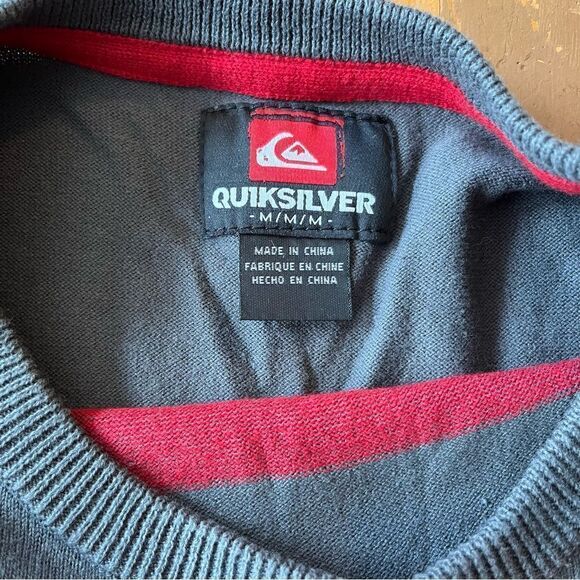 QUIKSILVER
- M/M/M -
MADE IN CHINA
FABRIQUE EN CHINE
HECHO EN CHINA